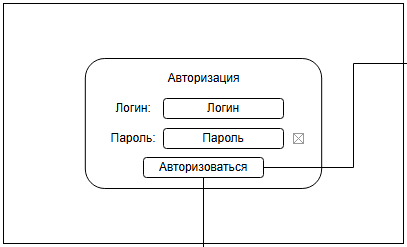 Авторизация
Логин: Логин
Пароль: Пароль
Авторизоваться